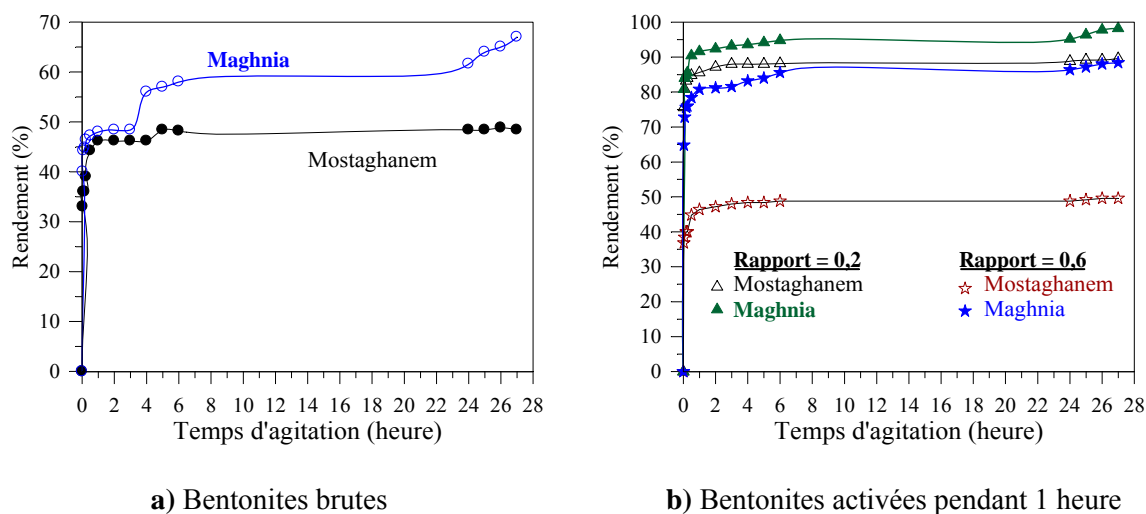 70
60
50
40
30
20
10
0
Rendement (%)
Maghnia
Mostaghanem
0 2 4 6 8 10 12 14 16 18 20 22 24 26 28
Temps d'agitation (heure)
a) Bentonites brutes
100
90
80
70
60
50
40
30
20
10
0
Rendement (%)
Rapport = 0,2
Mostaghanem
Maghnia
Rapport = 0,6
Mostaghanem
Maghnia
0 2 4 6 8 10 12 14 16 18 20 22 24 26 28
Temps d'agitation (heure)
b) Bentonites activées pendant 1 heure